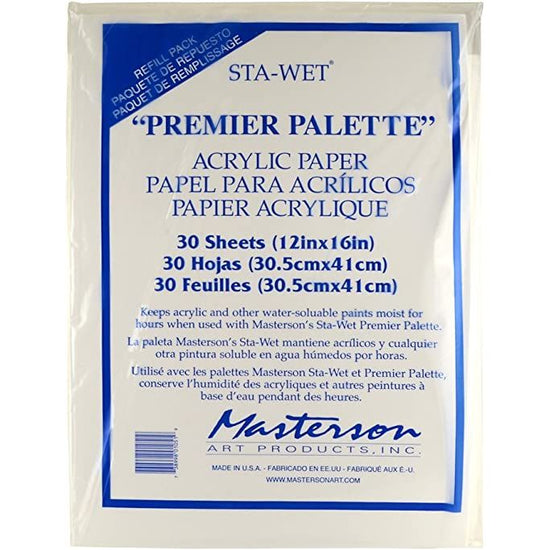 REFILL PACK
PAQUETE DE REPUESTO
PAQUET DE REMPLISSAGE
STA-WET®
"PREMIER PALETTE"
ACRYLIC PAPER
PAPEL PARA ACRÍLICOS
PAPIER ACRYLIQUE
30 Sheets (12inx16in)
30 Hojas (30.5cmx41cm)
30 Feuilles (30.5cmx41cm)
Keeps acrylic and other water-soluable paints moist for
hours when used with Masterson's Sta-Wet Premier Palette.
La paleta Masterson's Sta-Wet mantiene acrílicos y cualquier
otra pintura soluble en agua húmedos por horas.
Utilisé avec les palettes Masterson Sta-Wet et Premier Palette,
conserve l'humidité des acryliques et autres peintures à
base d'eau pendant des heures.
Masterson
ART PRODUCTS, INC.
MADE IN U.S.A. - FABRICADO EN EE.UU - FABRIQUÉ AUX É.-U.
WWW.MASTERSONART.COM